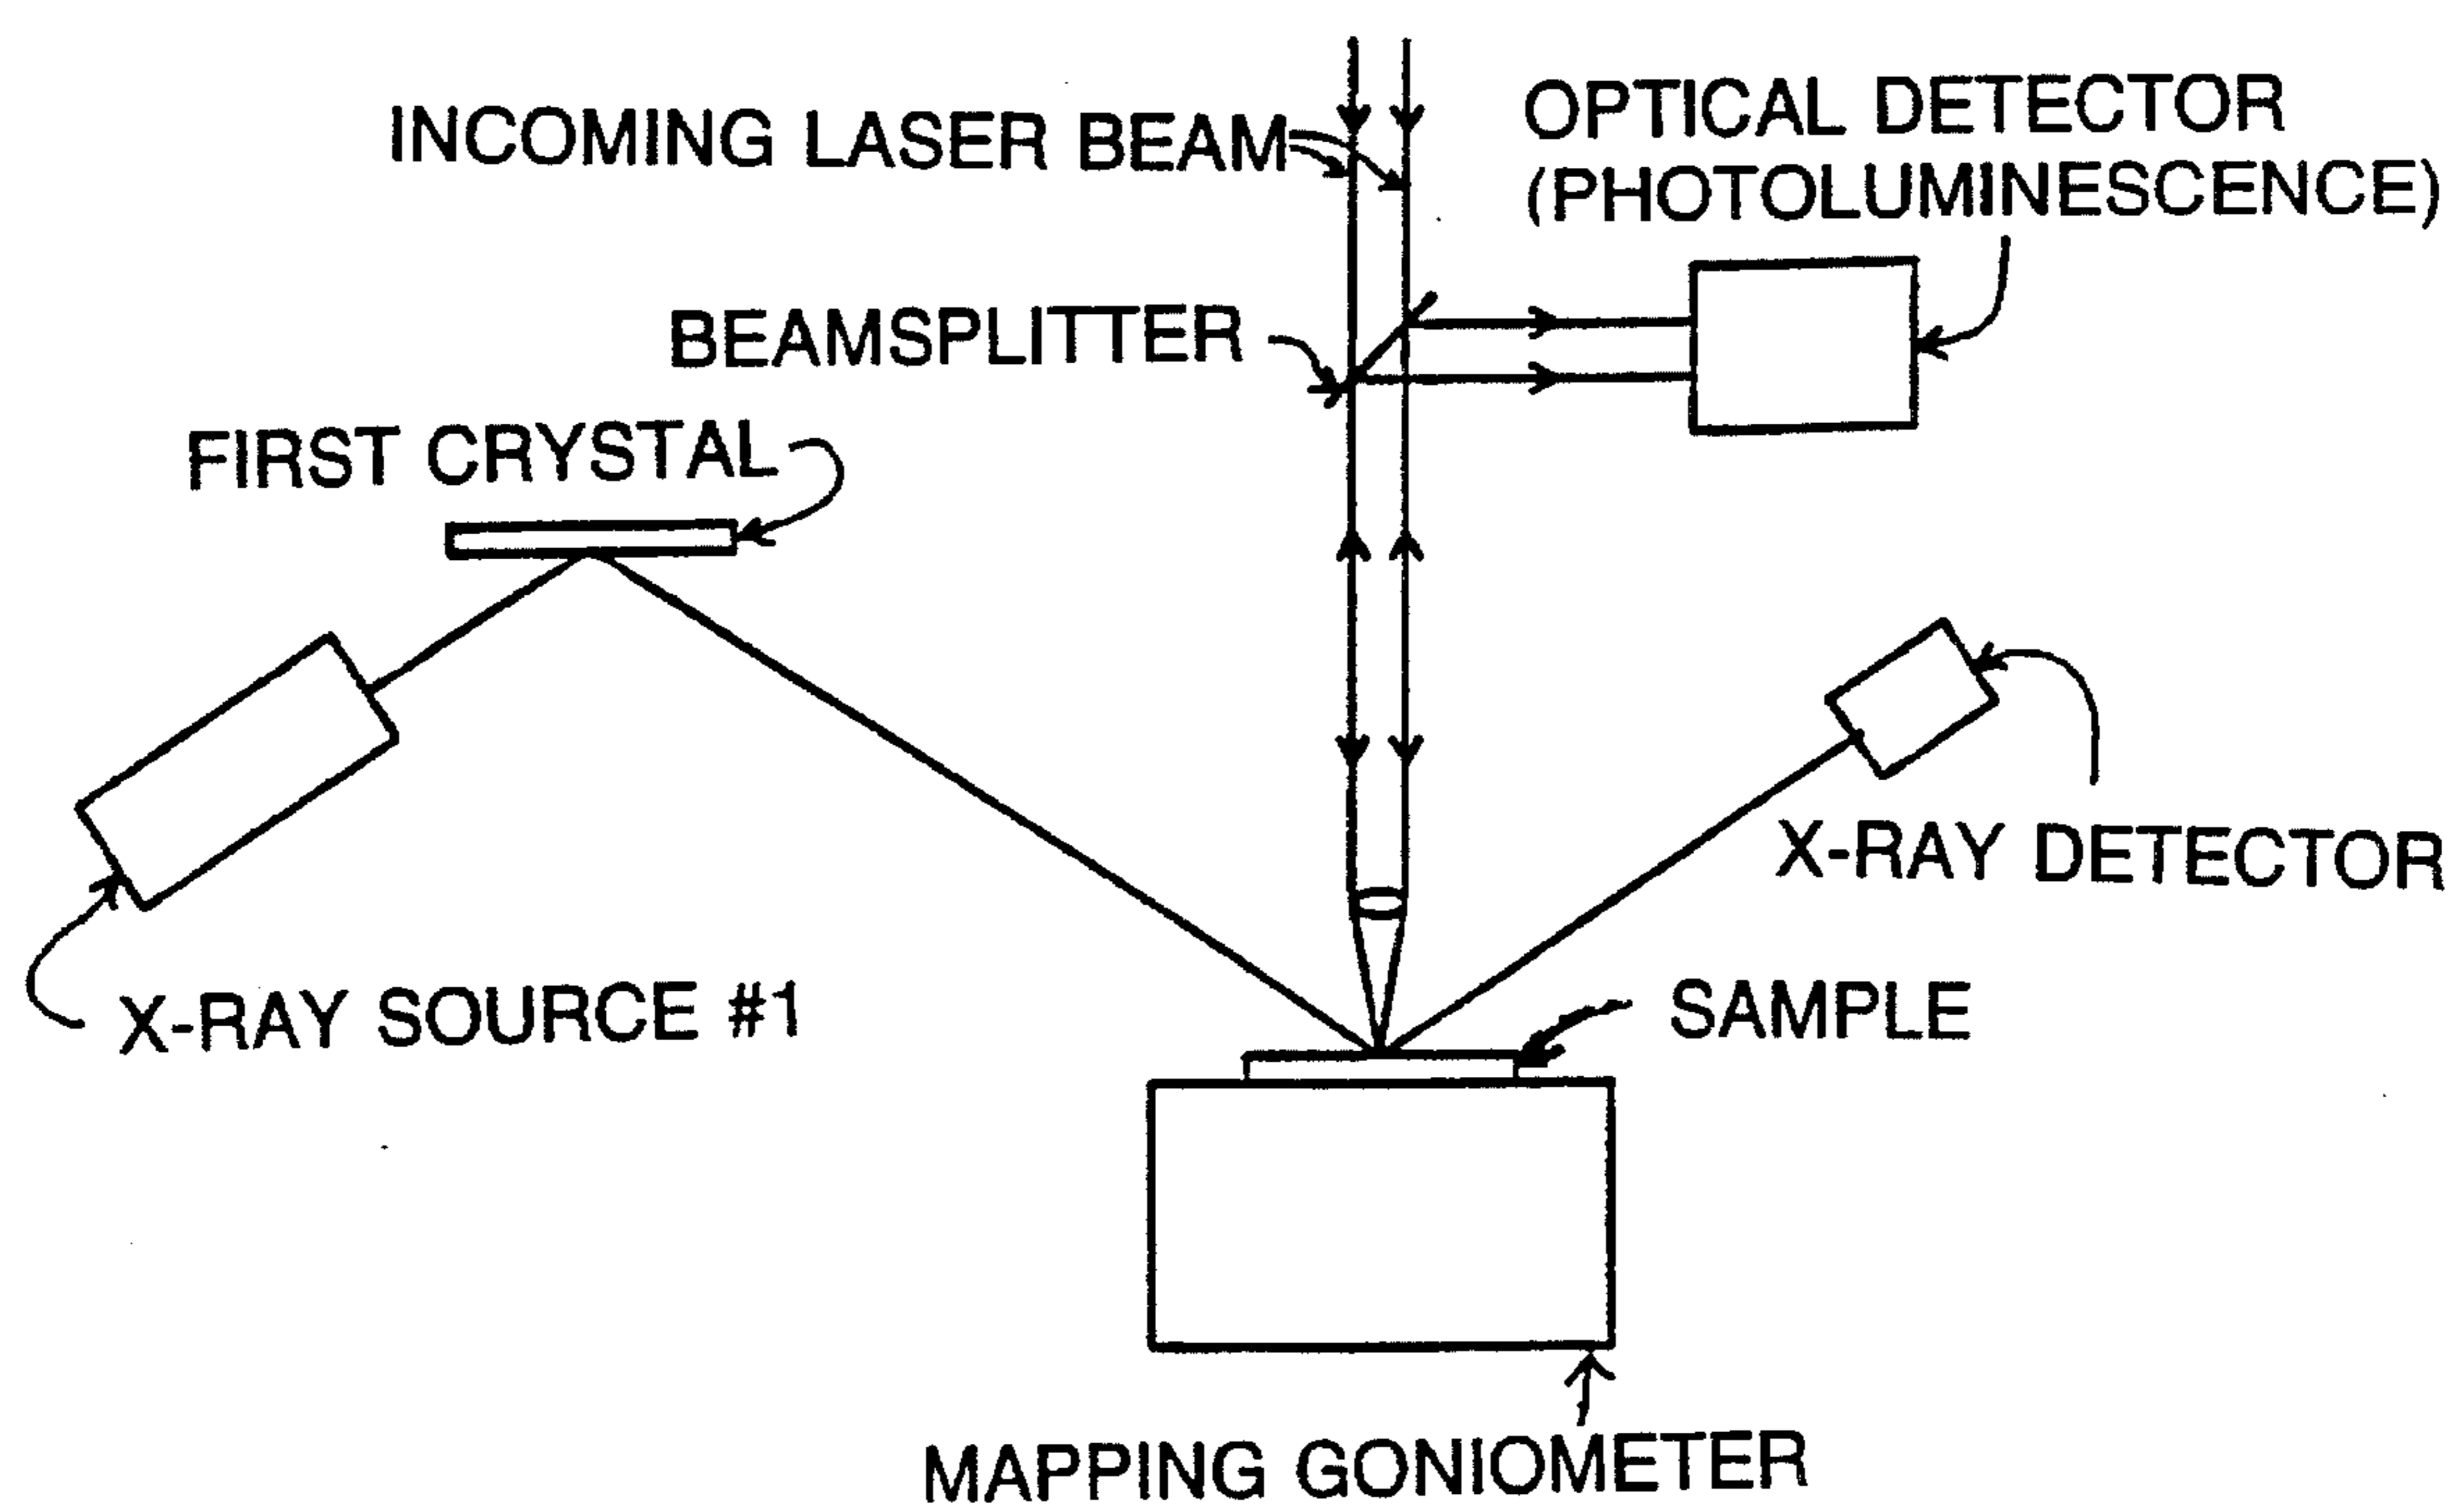 INCOMING LASER BEAM
OPTICAL DETECTOR
(PHOTOLUMINESCENCE)
BEAMSPLITTER
FIRST CRYSTAL
X-RAY DETECTOR
X-RAY SOURCE #1
SAMPLE
MAPPING GONIOMETER